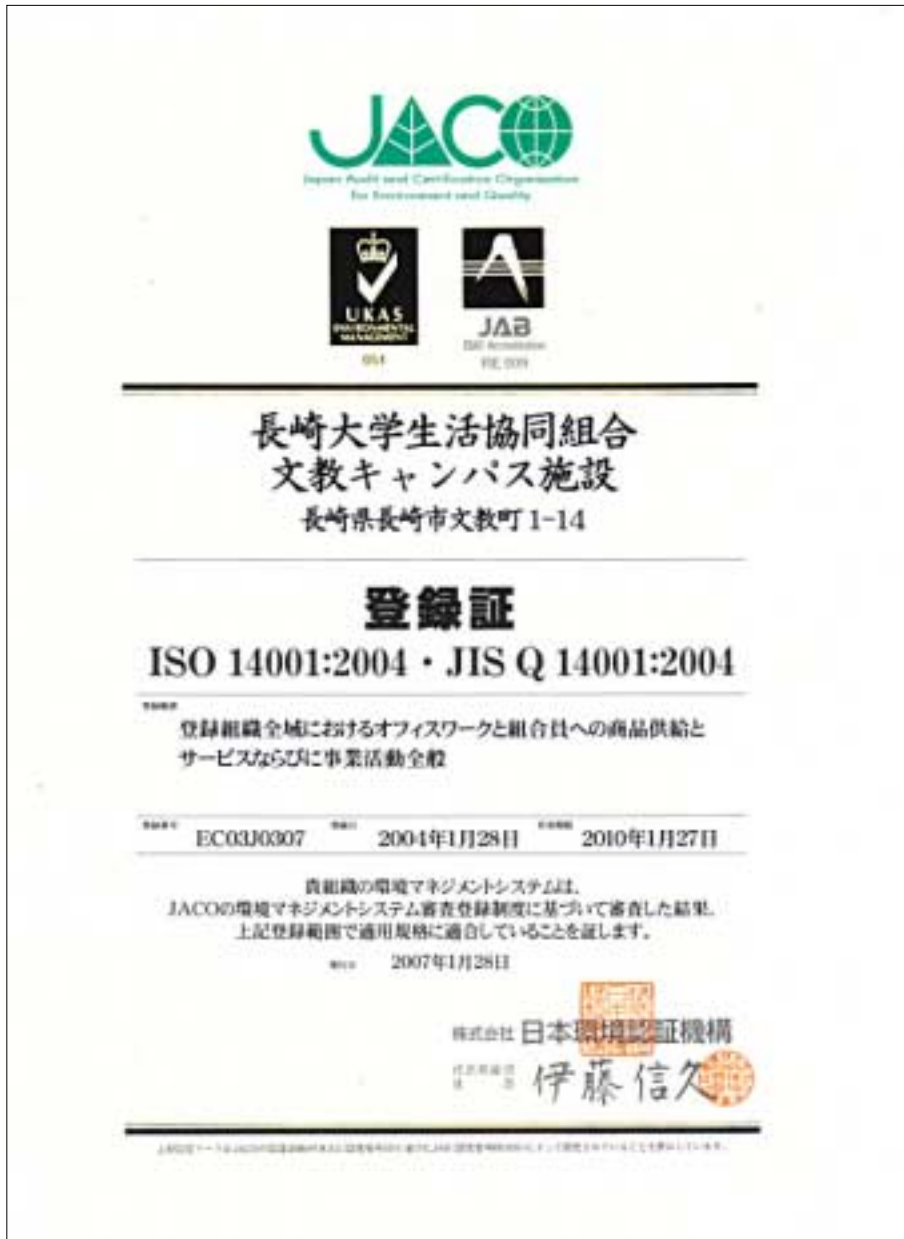 JACO
Japan Audit and Certification Organization
for Environment and Quality
UKAS
ENVIRONMENTAL
MANAGEMENT
051
JAB
長崎大学生活協同組合
文教キャンパス施設
長崎県長崎市文教町1-14
登録証
ISO 14001:2004・JIS Q 14001:2004
登録組織全域におけるオフィスワークと組合員への商品供給と
サービスならびに事業活動全般
EC03J0307 2004年1月28日 2010年1月27日
貴組織の環境マネジメントシステムは、
JACOの環境マネジメントシステム審査登録制度に基づいて審査した結果、
上記登録範囲で適用規格に適合していることを証します。
2007年1月28日
株式会社 日本環境認証機構
伊藤信久